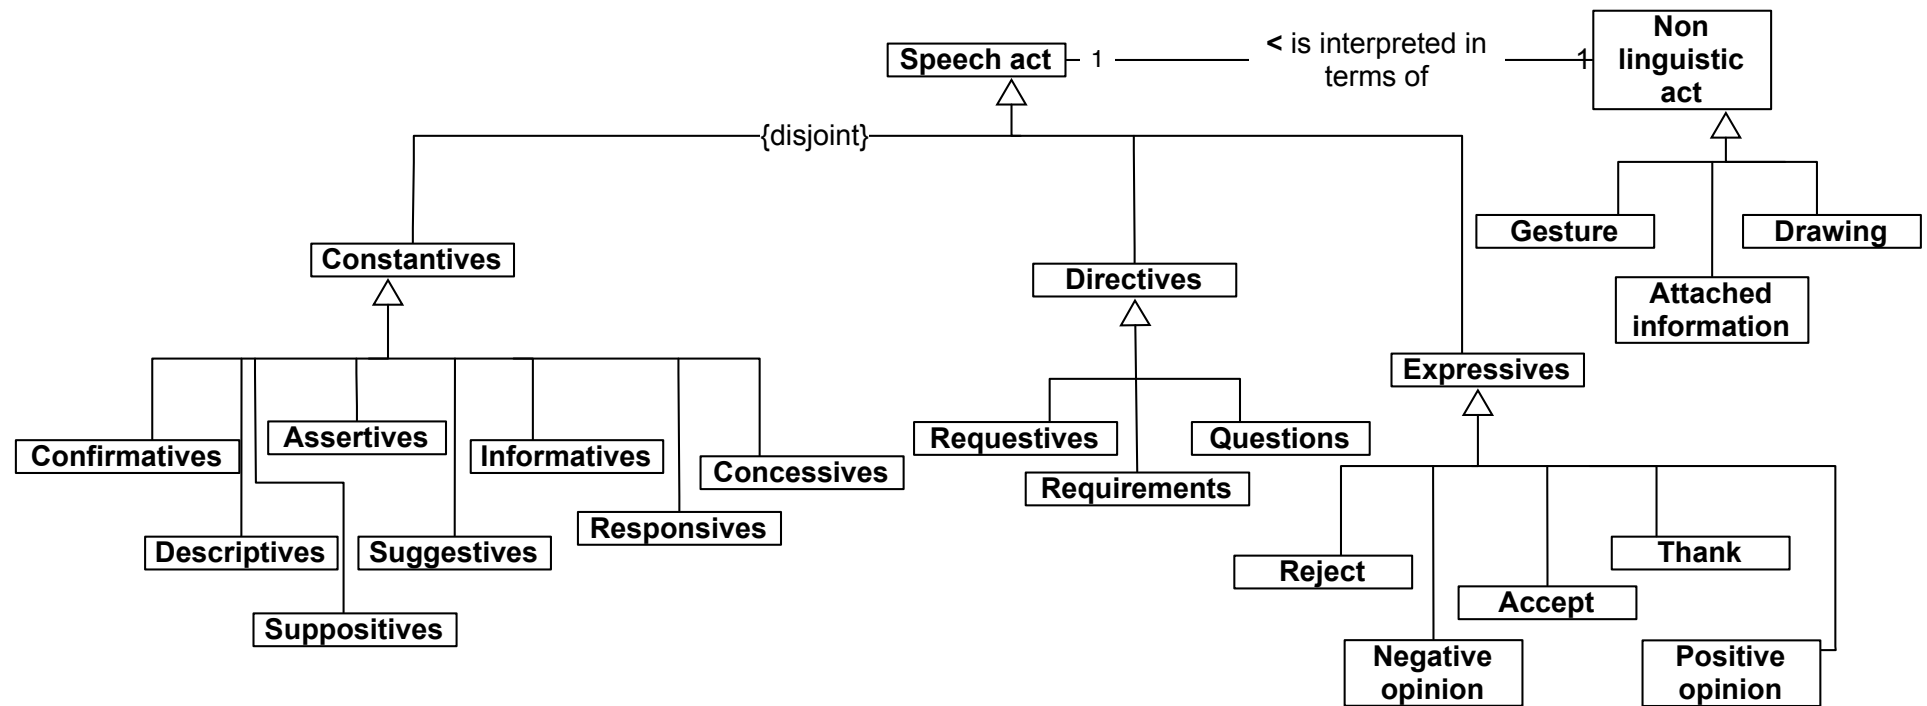 Non
linguistic
act
Speech act
1
< is interpreted in
terms of
1
{disjoint}
Gesture
Drawing
Constantives
Directives
Attached
information
Expressives
Confirmatives
Assertives
Informatives
Concessives
Requestives
Questions
Requirements
Responsives
Descriptives
Suggestives
Thank
Reject
Accept
Suppositives
Negative
opinion
Positive
opinion